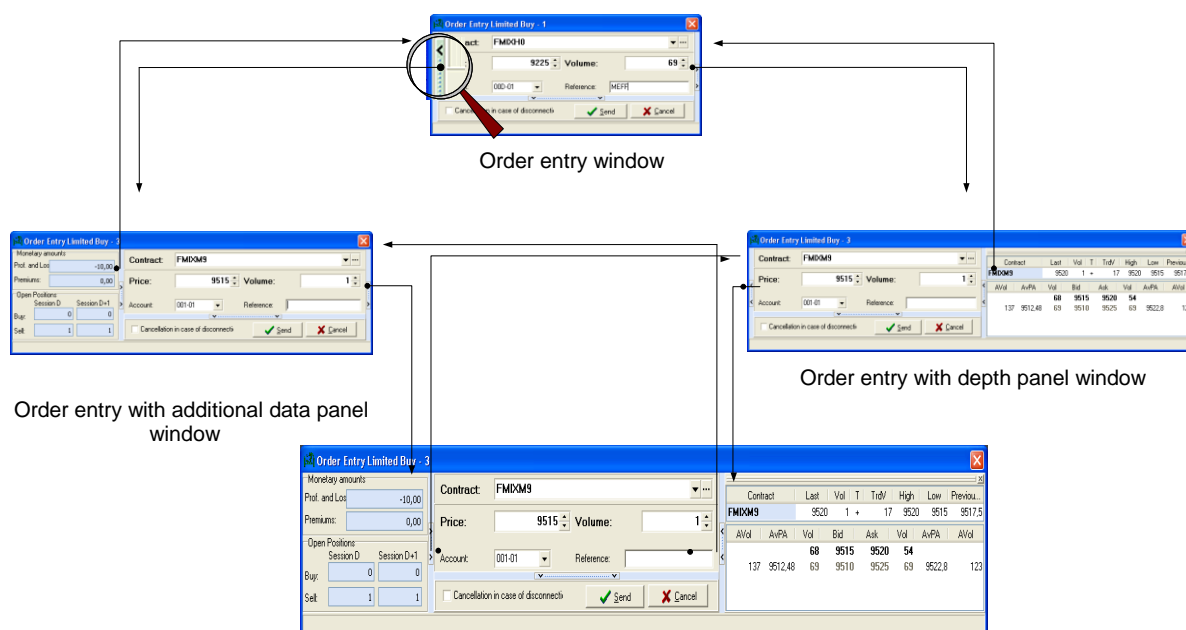 Order Entry Limited Buy - 1
act: FMIXH0
9225 Volume: 69
000-01 Reference: MEFF
Cancellation in case of disconnecti Send Cancel
Order entry window
Order Entry Limited Buy - 3
Monetary amounts
Contract: FMIXM9
Prof. and Los -10,00
Price: 9515 Volume: 1
Premiums: 0,00
Open Positions
Session D Session D+1
Account: 001-01 Reference:
Buy: 0 0
Sell: 1 1
Cancellation in case of disconnecti Send Cancel
Order entry with additional data panel
window
Order Entry Limited Buy - 3
Contract: FMIXM9
Price: 9515 Volume: 1
Account: 001-01 Reference:
Cancellation in case of disconnecti Send Cancel
Contract Last Vol T TrdV High Low Previou
FMIXM9 9520 1 + 17 9520 9515 9517
AVol AvPA Vol Bid Ask Vol AvPA AVol
68 9515 9520 54
137 9512,48 69 9510 9525 69 9522,8 12
Order entry with depth panel window
Order Entry Limited Buy - 3
Monetary amounts
Prof. and Los -10,00
Premiums: 0,00
Open Positions
Session D Session D+1
Buy: 0 0
Sell: 1 1
Contract: FMIXM9
Price: 9515 Volume: 1
Account: 001-01 Reference:
Cancellation in case of disconnecti Send Cancel
Contract Last Vol T TrdV High Low Previou...
FMIXM9 9520 1 + 17 9520 9515 9517,5
AVol AvPA Vol Bid Ask Vol AvPA AVol
68 9515 9520 54
137 9512,48 69 9510 9525 69 9522,8 123